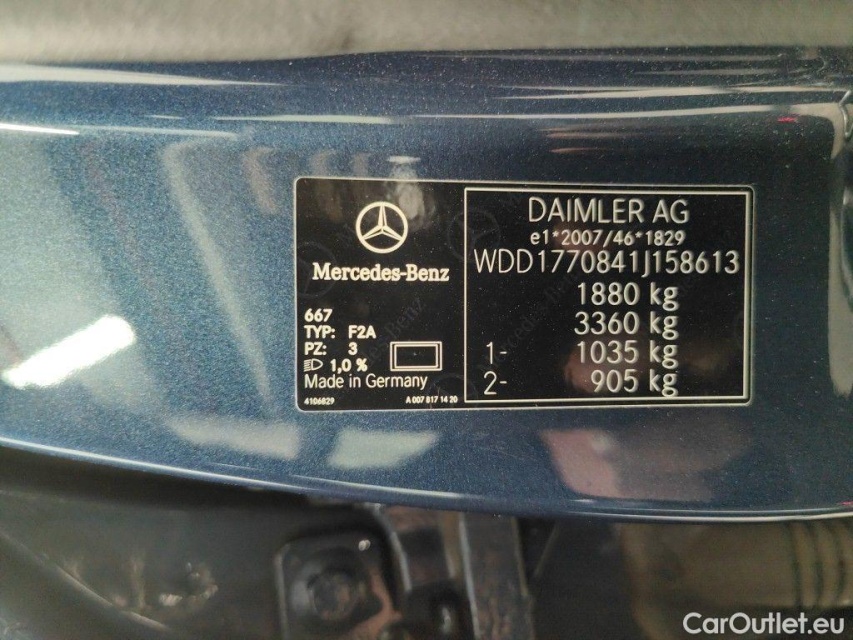 Mercedes-Benz
667
TYP: F2A
PZ: 3
1,0 %
Made in Germany
4106829 A 007 817 14 20
DAIMLER AG
e1*2007/46*1829
WDD1770841J158613
1880 kg
3360 kg
1- 1035 kg
2- 905 kg
CarOutlet.eu